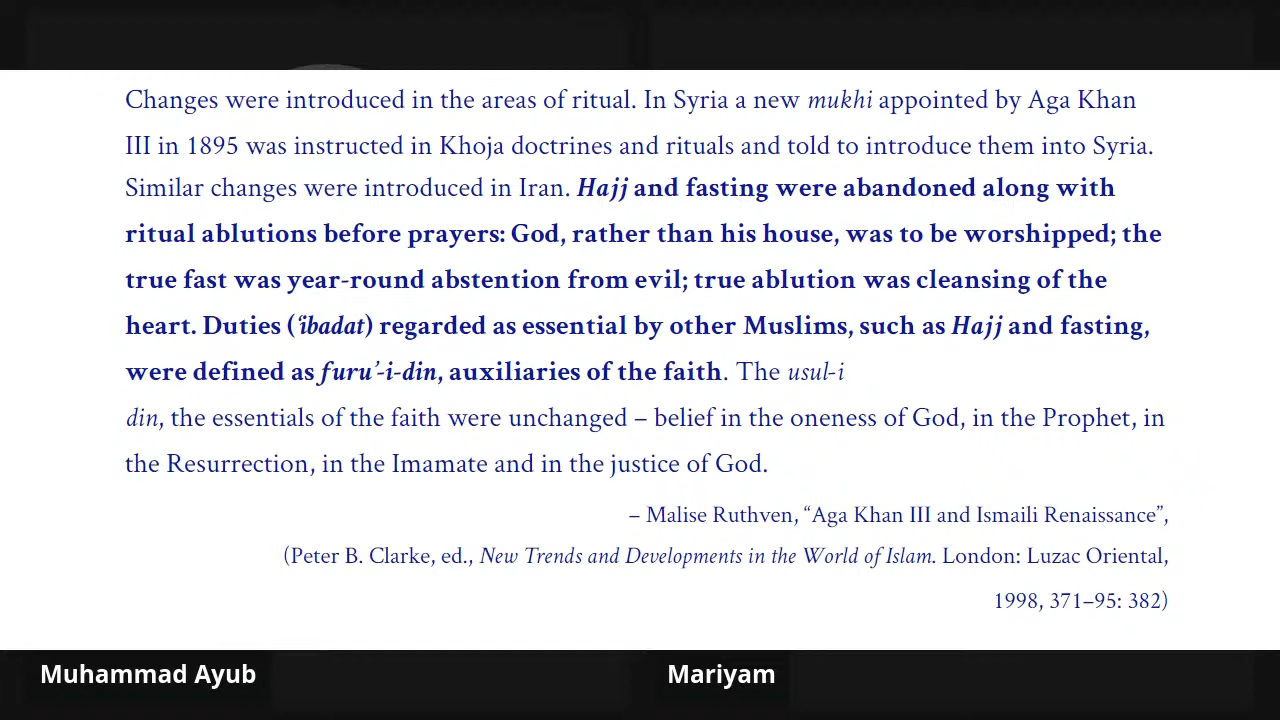 Changes were introduced in the areas of ritual. In Syria a new mukhi appointed by Aga Khan
III in 1895 was instructed in Khoja doctrines and rituals and told to introduce them into Syria.
Similar changes were introduced in Iran. Hajj and fasting were abandoned along with
ritual ablutions before prayers: God, rather than his house, was to be worshipped; the
true fast was year-round abstention from evil; true ablution was cleansing of the
heart. Duties (‘ibadat) regarded as essential by other Muslims, such as Hajj and fasting,
were defined as furu’-i-din, auxiliaries of the faith. The usul-i
din, the essentials of the faith were unchanged – belief in the oneness of God, in the Prophet, in
the Resurrection, in the Imamate and in the justice of God.
– Malise Ruthven, “Aga Khan III and Ismaili Renaissance”,
(Peter B. Clarke, ed., New Trends and Developments in the World of Islam. London: Luzac Oriental,
1998, 371–95: 382)
Muhammad Ayub
Mariyam